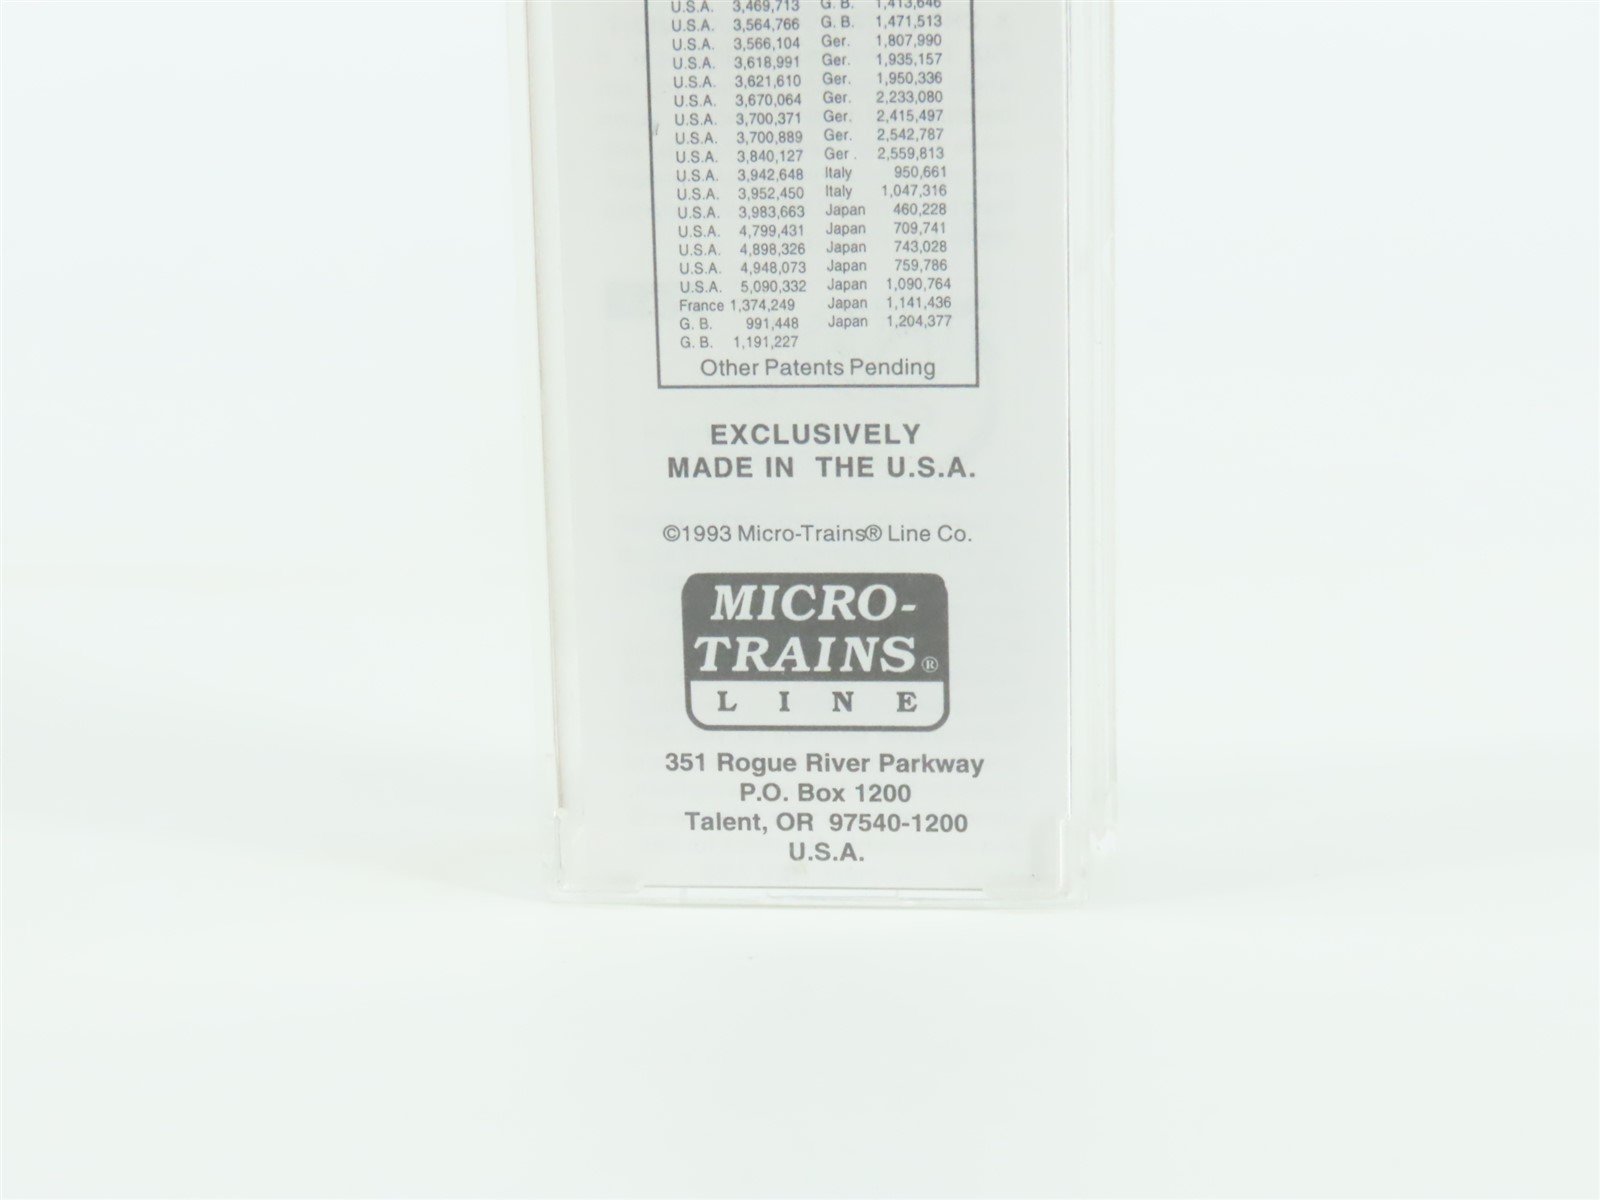 U.S.A. 3,469,713 G. B. 1,413,646
U.S.A. 3,564,766 G. B. 1,471,513
U.S.A. 3,566,104 Ger. 1,807,990
U.S.A. 3,618,991 Ger. 1,935,157
U.S.A. 3,621,610 Ger. 1,950,336
U.S.A. 3,670,064 Ger. 2,233,080
U.S.A. 3,700,371 Ger. 2,415,497
U.S.A. 3,700,889 Ger. 2,542,787
U.S.A. 3,840,127 Ger . 2,559,813
U.S.A. 3,942,648 Italy 950,661
U.S.A. 3,952,450 Italy 1,047,316
U.S.A. 3,983,663 Japan 460,228
U.S.A. 4,799,431 Japan 709,741
U.S.A. 4,898,326 Japan 743,028
U.S.A. 4,948,073 Japan 759,786
U.S.A. 5,090,332 Japan 1,090,764
France 1,374,249 Japan 1,141,436
G. B. 991,448 Japan 1,204,377
G. B. 1,191,227
Other Patents Pending
EXCLUSIVELY
MADE IN THE U.S.A.
©1993 Micro-Trains® Line Co.
MICRO-
TRAINS®
LINE
351 Rogue River Parkway
P.O. Box 1200
Talent, OR 97540-1200
U.S.A.